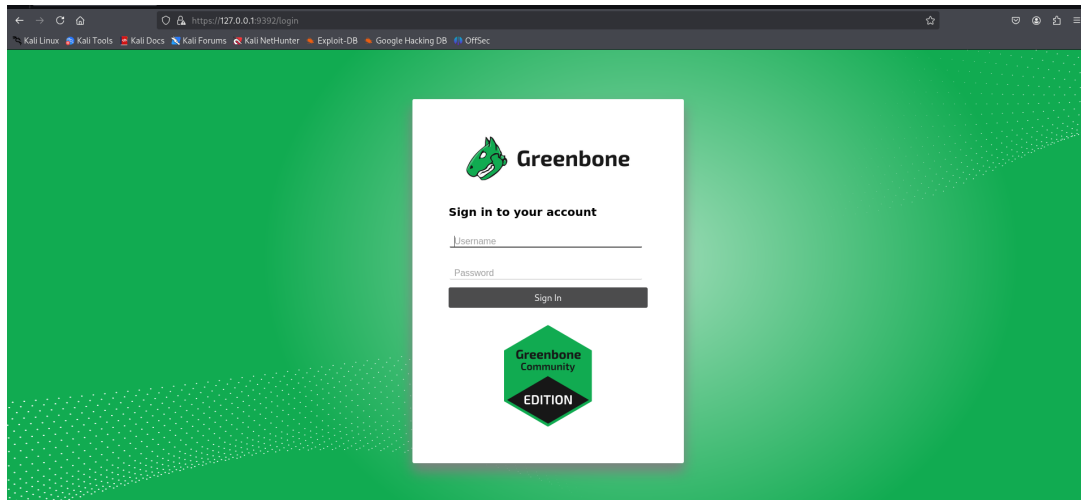 https://127.0.0.1:9392/login
Kali Linux Kali Tools Kali Docs Kali Forums Kali NetHunter Exploit-DB Google Hacking DB OffSec
Greenbone
Sign in to your account
Username
Password
Sign In
Greenbone
Community
EDITION